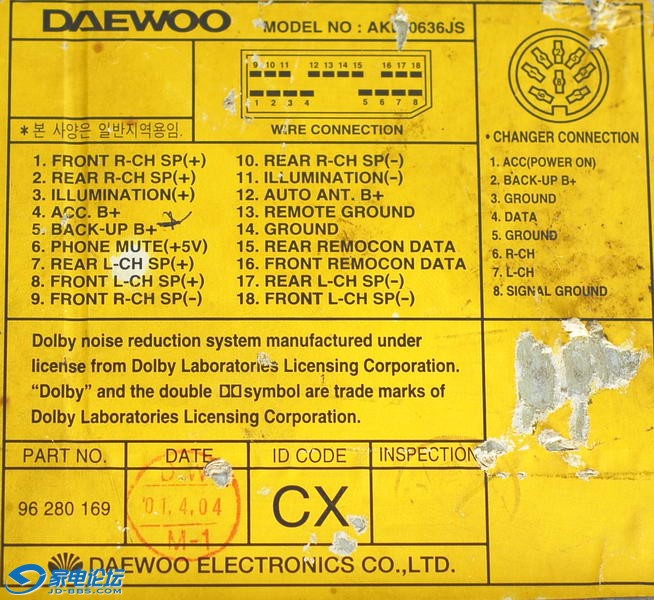 DAEWOO MODEL NO : 0636JS
9 10 11 12 13 14 15 16 17 18
1 2 3 4 5 6 7 8
WIRE CONNECTION
*본 사양은 일반지역용임.
1. FRONT R-CH SP(+)
2. REAR R-CH SP(+)
3. ILLUMINATION(+)
4. ACC. B+
5. BACK-UP B+
6. PHONE MUTE(+5V)
7. REAR L-CH SP(+)
8. FRONT L-CH SP(+)
9. FRONT R-CH SP(-)
10. REAR R-CH SP(-)
11. ILLUMINATION(-)
12. AUTO ANT. B+
13. REMOTE GROUND
14. GROUND
15. REAR REMOCON DATA
16. FRONT REMOCON DATA
17. REAR L-CH SP(-)
18. FRONT L-CH SP(-)
• CHANGER CONNECTION
1. ACC(POWER ON)
2. BACK-UP B+
3. GROUND
4. DATA
5. GROUND
6. R-CH
7. L-CH
8. SIGNAL GROUND
Dolby noise reduction system manufactured under
license from Dolby Laboratories Licensing Corporation.
“Dolby” and the double symbol are trade marks of
Dolby Laboratories Licensing Corporation.
PART NO. DATE ID CODE INSPECTION
96 280 169 '01.4.04 CX
M-1
DAEWOO ELECTRONICS CO.,LTD.
家电论坛
JD-BBS.COM